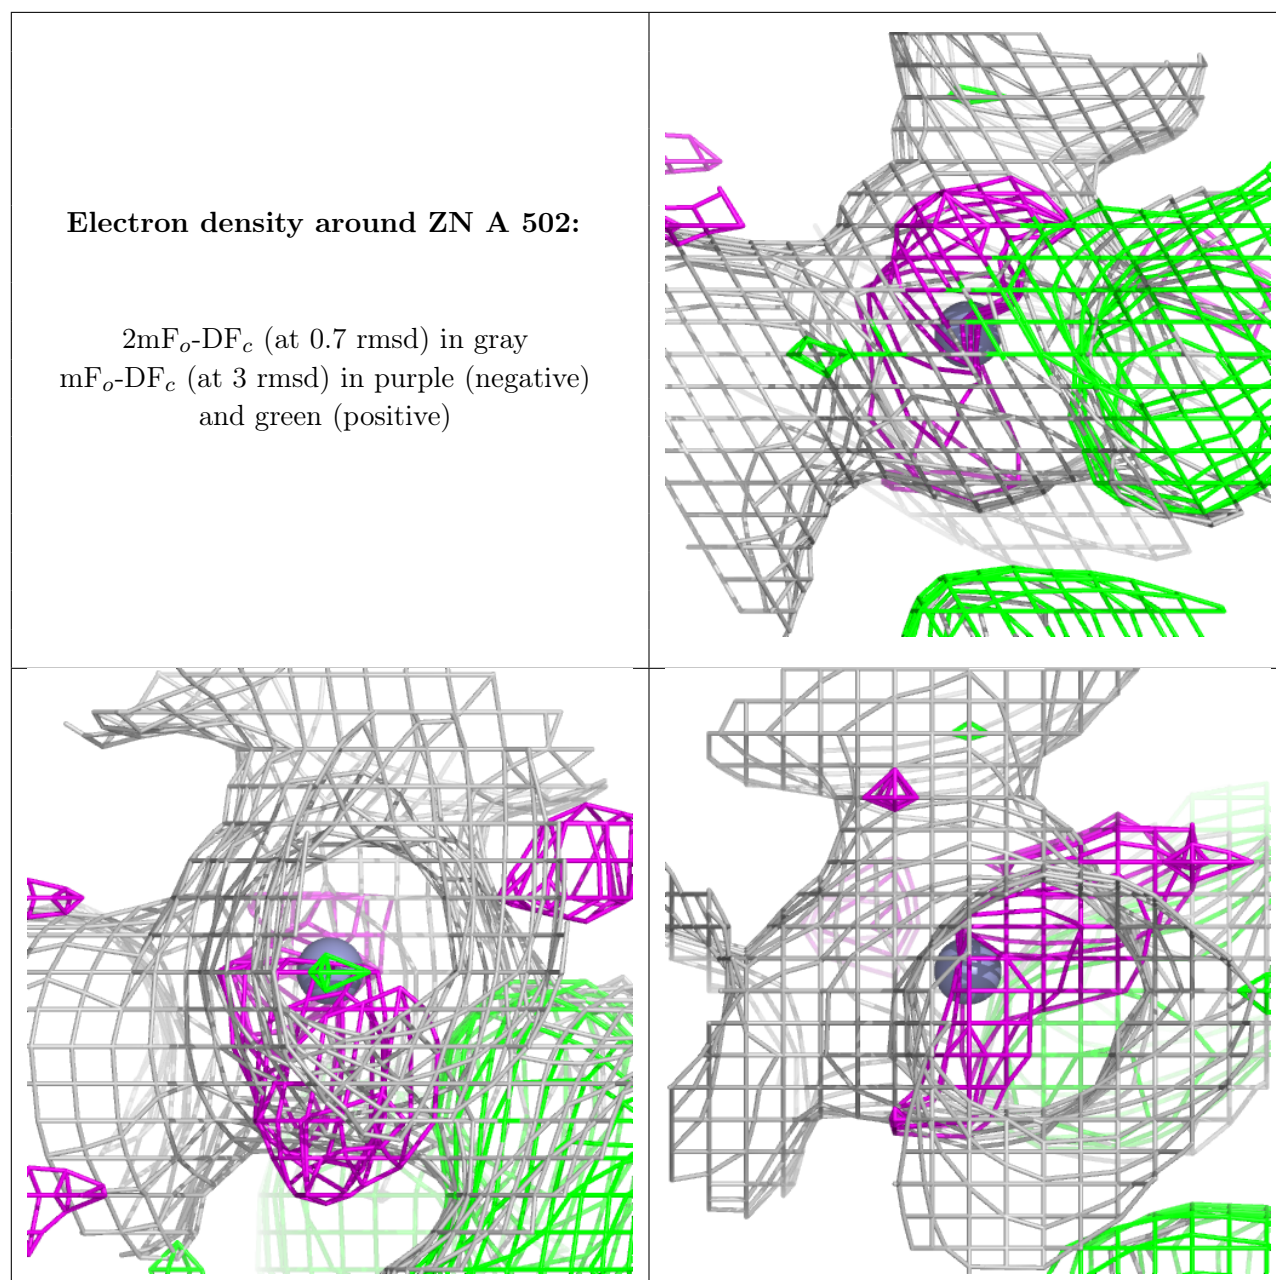 Electron density around ZN A 502:
2mFo-DFc (at 0.7 rmsd) in gray
mFo-DFc (at 3 rmsd) in purple (negative)
and green (positive)